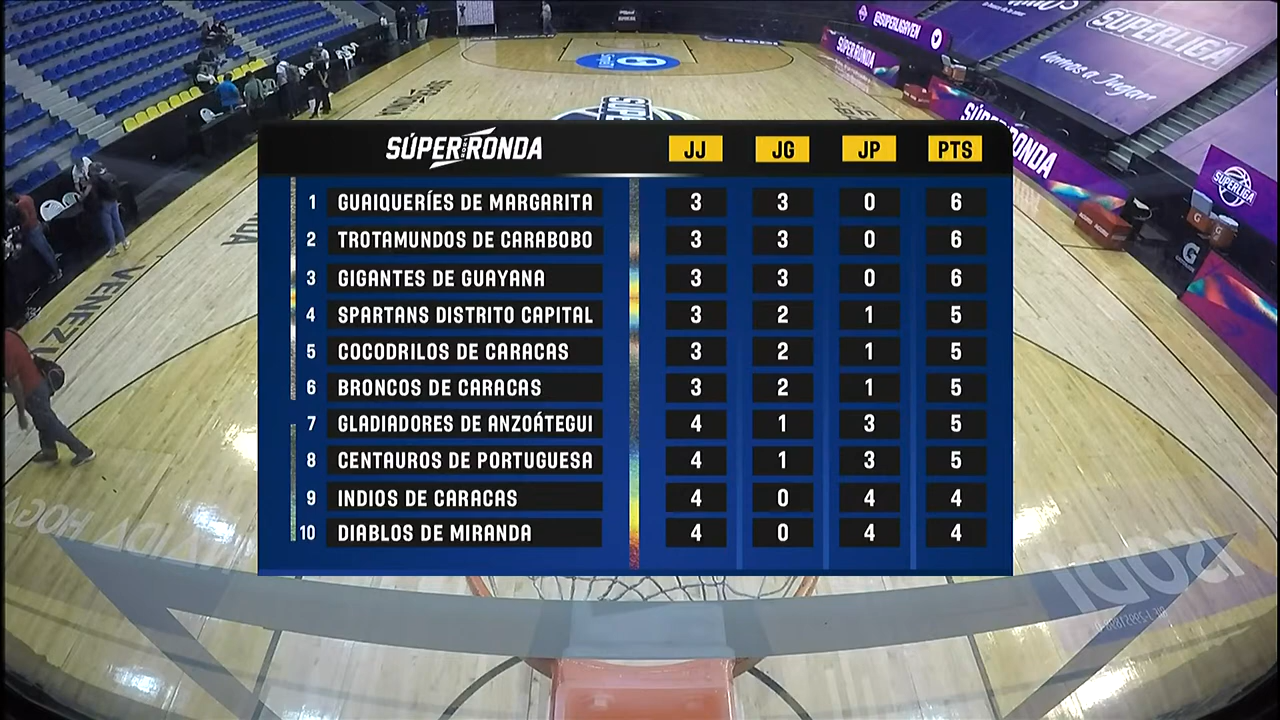 @SUPERLIGAVEN
SUPERLIGA
Vamos a Jugar
SÚPER RONDA
SÚPER RONDA
SUPERLIGA
G
G
VENEZU
SÚPER RONDA JJ JG JP PTS
1 GUAIQUERÍES DE MARGARITA 3 3 0 6
2 TROTAMUNDOS DE CARABOBO 3 3 0 6
3 GIGANTES DE GUAYANA 3 3 0 6
4 SPARTANS DISTRITO CAPITAL 3 2 1 5
5 COCODRILOS DE CARACAS 3 2 1 5
6 BRONCOS DE CARACAS 3 2 1 5
7 GLADIADORES DE ANZOÁTEGUI 4 1 3 5
8 CENTAUROS DE PORTUGUESA 4 1 3 5
9 INDIOS DE CARACAS 4 0 4 4
10 DIABLOS DE MIRANDA 4 0 4 4